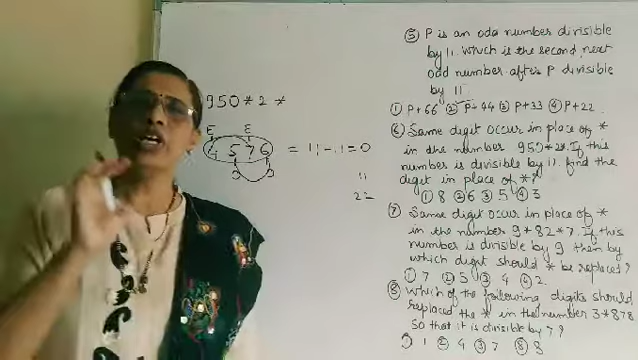 950*2 *
E E
4 5 7 6 = 11-11=0
O O
11
22
⑤ P is an odd number divisible
by 11. Which is the second next
odd number after P divisible
by 11
① P+66 ② P+44 ③ P+33 ④ P+22
⑥ Same digit occur in place of *
in the number 950*2*. If this
number is divisible by 11. find the
digit in place of *?
① 8 ② 6 ③ 5 ④ 3
⑦ Same digit occur in place of *
in the number 9*82*7. If this
number is divisible by 9 then by
which digit should * be replaced?
① 7 ② 5 ③ 4 ④ 2.
⑧ Which of the following digits should
replaced the * in the number 3*878
So that it is divisible by 7?
1 ② 4 ③ 7 8